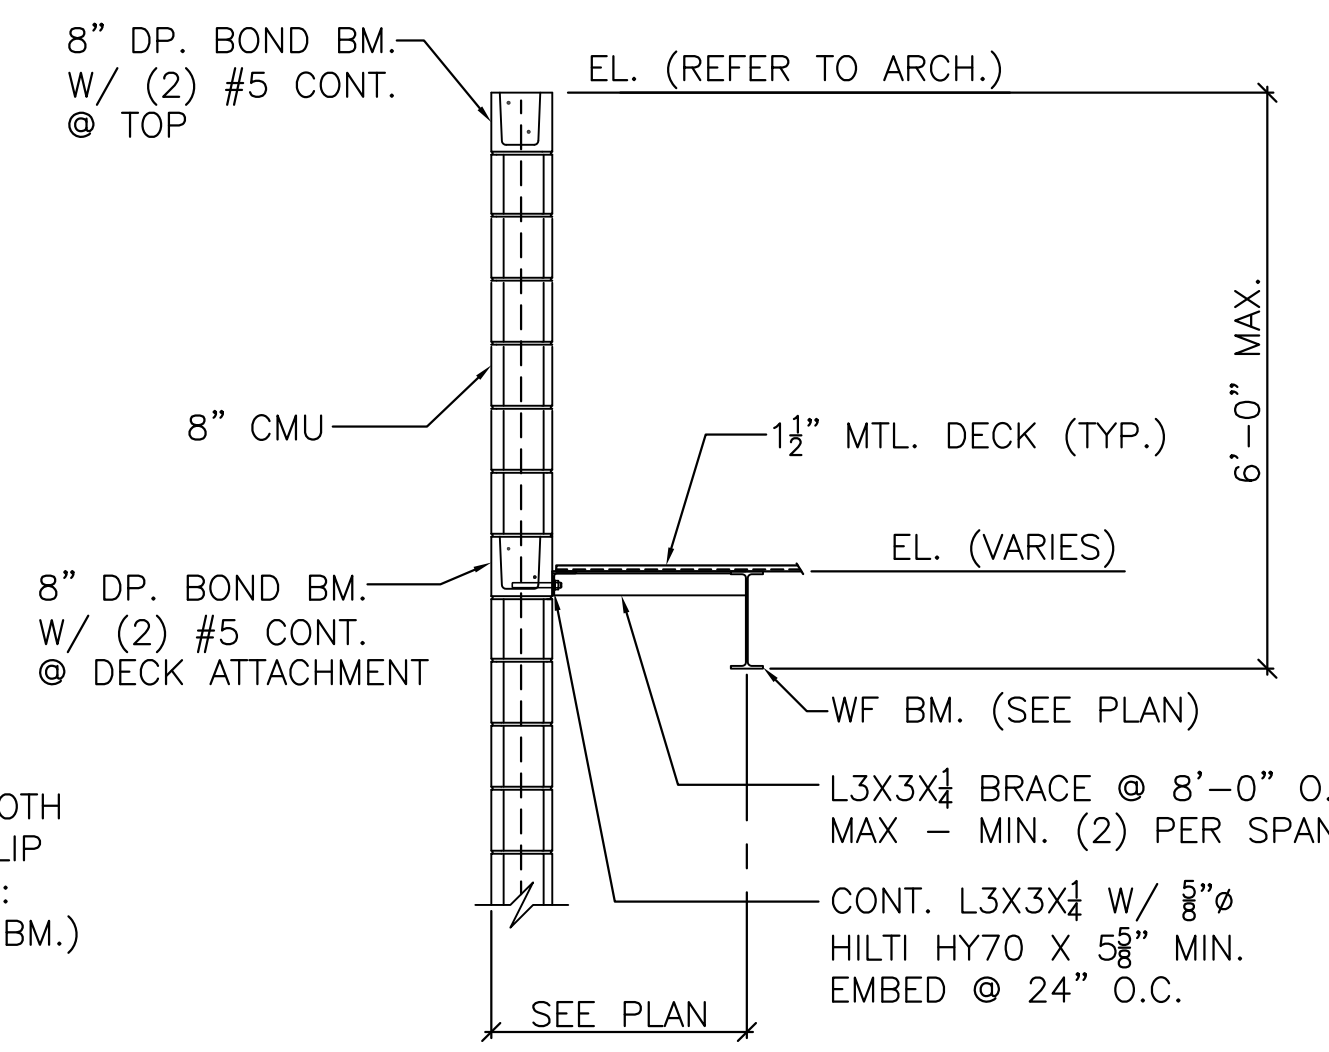 8” DP. BOND BM.
W/ (2) #5 CONT.
@ TOP
EL. (REFER TO ARCH.)
8” CMU
1½” MTL. DECK (TYP.)
6’-0” MAX.
EL. (VARIES)
8” DP. BOND BM.
W/ (2) #5 CONT.
@ DECK ATTACHMENT
WF BM. (SEE PLAN)
L3X3X¼ BRACE @ 8’-0” O.
MAX – MIN. (2) PER SPAN
OTH
LIP
:
BM.)
CONT. L3X3X¼ W/ ⅝”ø
HILTI HY70 X 5⅝” MIN.
EMBED @ 24” O.C.
SEE PLAN